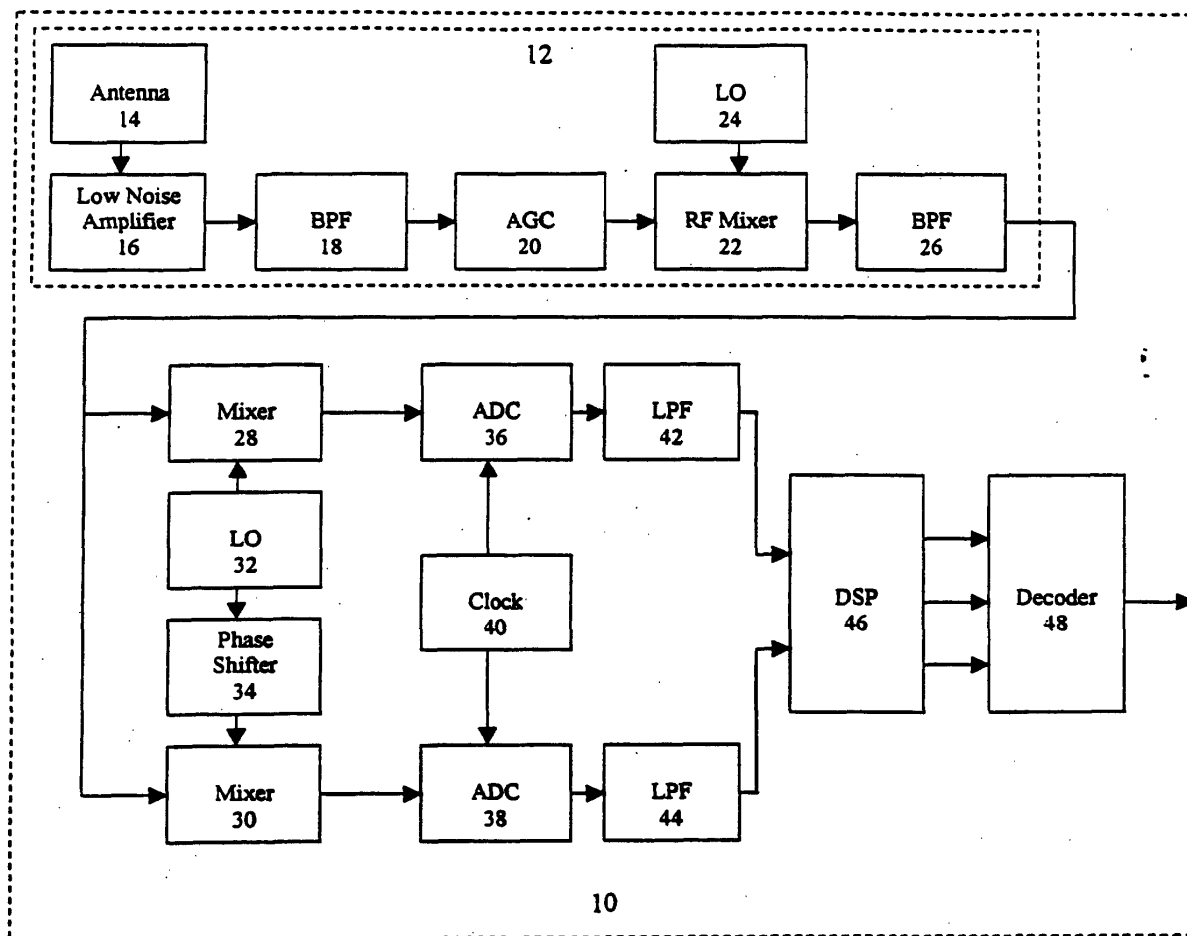 12
Antenna
14
LO
24
Low Noise
Amplifier
16
BPF
18
AGC
20
RF Mixer
22
BPF
26
Mixer
28
ADC
36
LPF
42
LO
32
Clock
40
DSP
46
Decoder
48
Phase
Shifter
34
Mixer
30
ADC
38
LPF
44
10